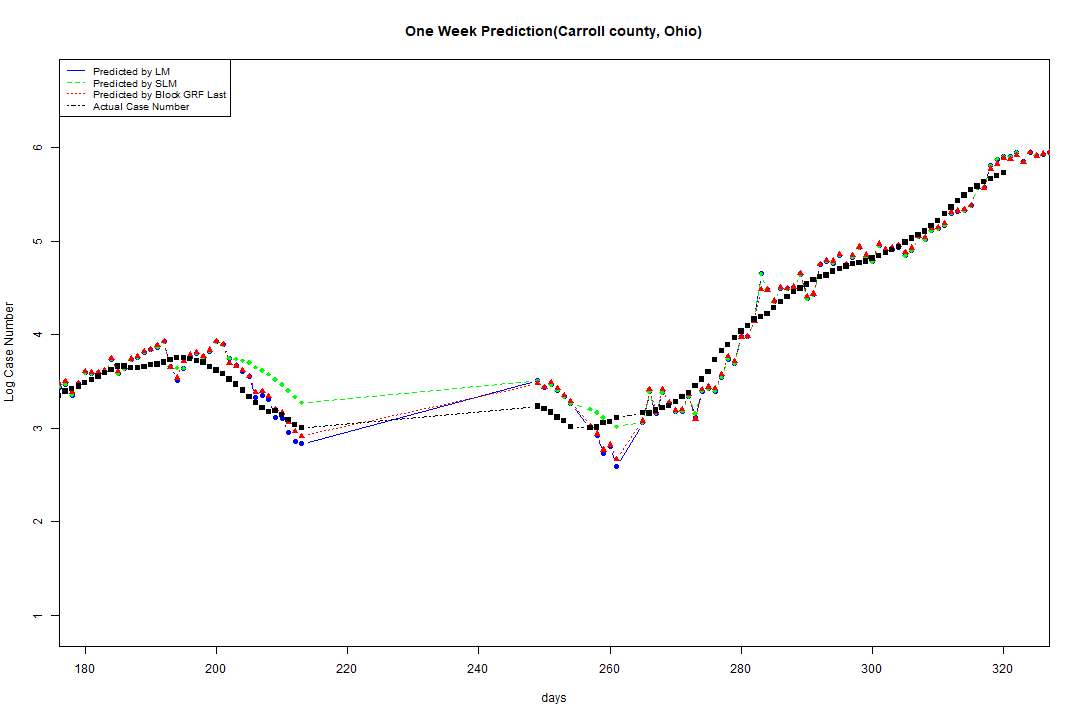 One Week Prediction(Carroll county, Ohio)
Predicted by LM
Predicted by SLM
Predicted by Block GRF Last
Actual Case Number
Log Case Number
6
5
4
3
2
1
180 200 220 240 260 280 300 320
days